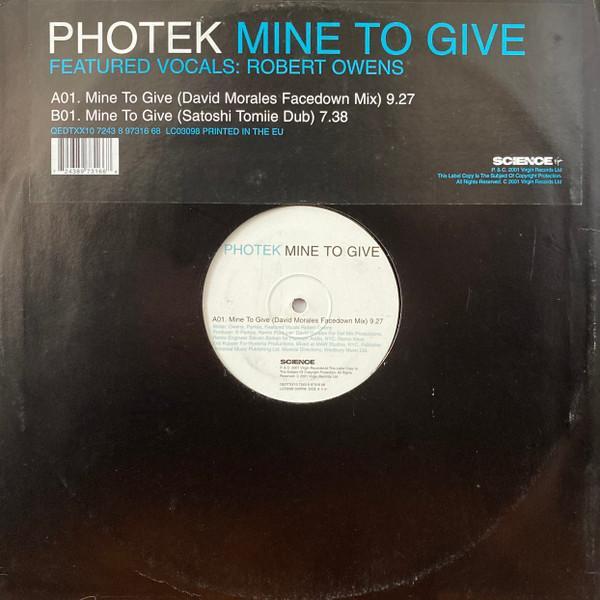 PHOTEK MINE TO GIVE
FEATURED VOCALS: ROBERT OWENS
A01. Mine To Give (David Morales Facedown Mix) 9.27
B01. Mine To Give (Satoshi Tomiie Dub) 7.38
QEDTXX10 7243 8 97316 68 LC03098 PRINTED IN THE EU
SCIENCE
P. & C. 2001 Virgin Records Ltd
This Label Copy Is The Subject Of Copyright Protection.
All Rights Reserved. C 2001 Virgin Records Ltd
PHOTEK MINE TO GIVE
A01. Mine To Give (David Morales Facedown Mix) 9.27
SCIENCE